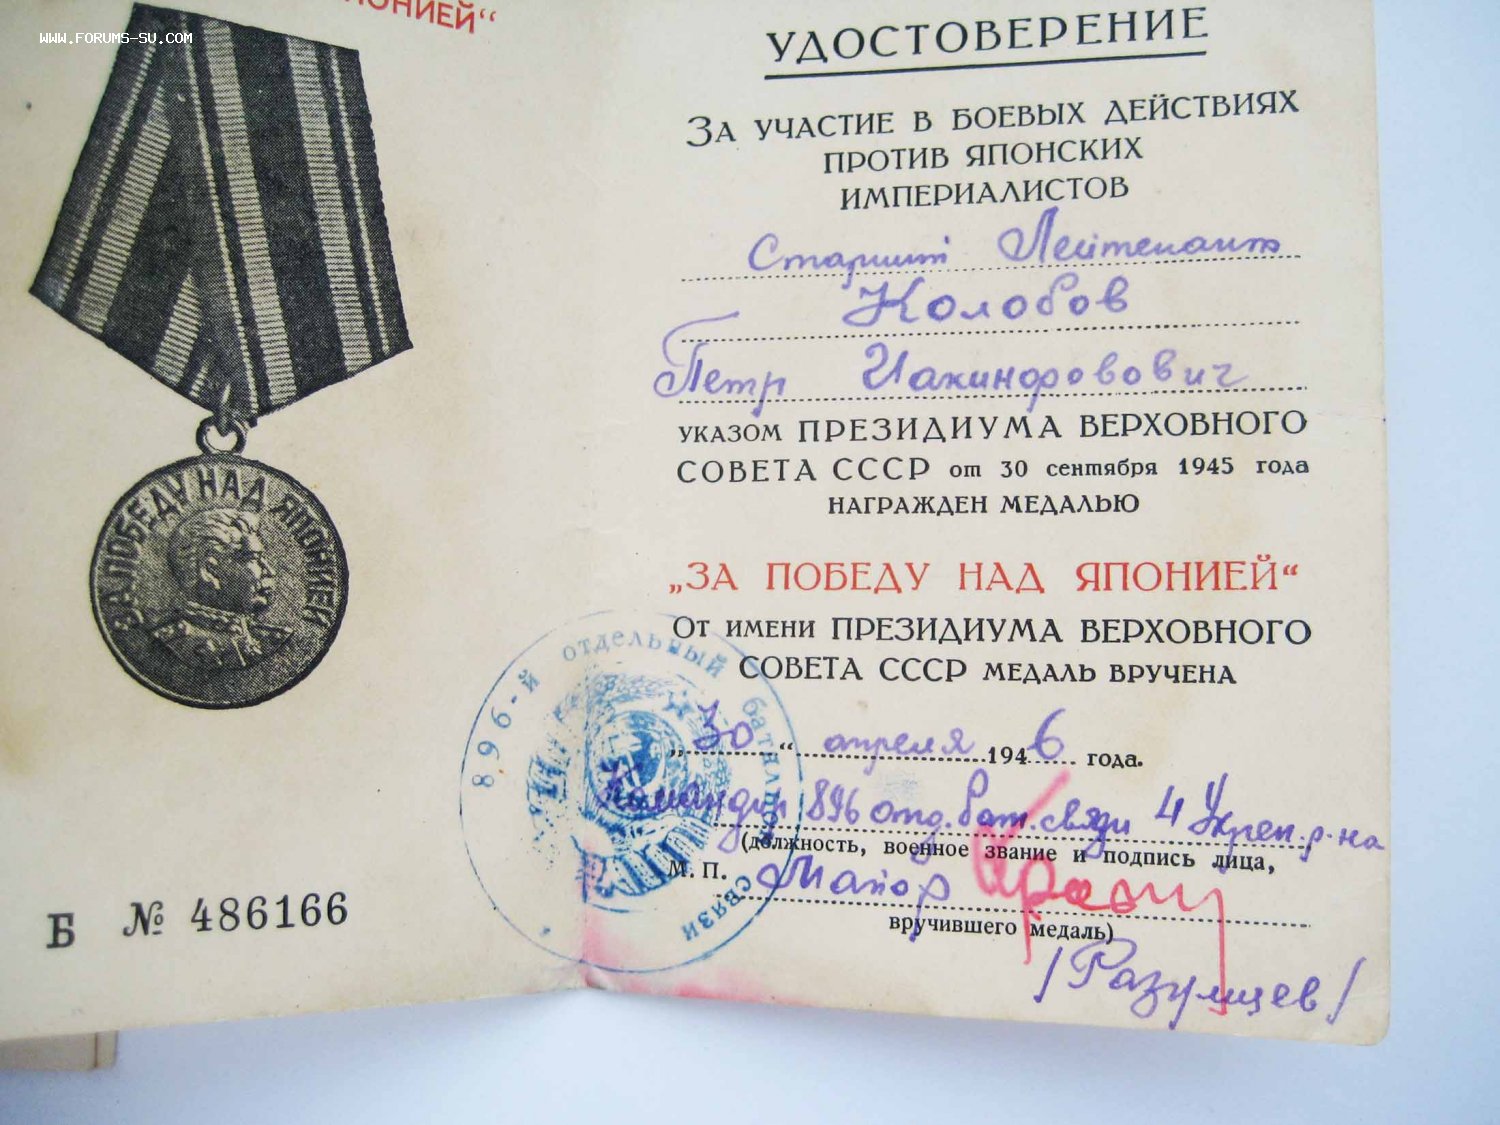 www.forums-su.com
ЯПОНИЕЙ“
ЗА ПОБЕДУ НАД ЯПОНИЕЙ
Б № 486166
УДОСТОВЕРЕНИЕ
ЗА УЧАСТИЕ В БОЕВЫХ ДЕЙСТВИЯХ
ПРОТИВ ЯПОНСКИХ
ИМПЕРИАЛИСТОВ
Старший Лейтенант
Колобов
Петр Иакинфович
УКАЗОМ ПРЕЗИДИУМА ВЕРХОВНОГО
СОВЕТА СССР от 30 сентября 1945 года
НАГРАЖДЕН МЕДАЛЬЮ
„ЗА ПОБЕДУ НАД ЯПОНИЕЙ“
ОТ ИМЕНИ ПРЕЗИДИУМА ВЕРХОВНОГО
СОВЕТА СССР МЕДАЛЬ ВРУЧЕНА
„30“ апреля 1946 года.
Командир 896 отд. бат. связи 4 Укреп. р-на
(должность, военное звание и подпись лица,
М. П. Майор
вручившего медаль)
/Разумцев/
896-й отдельный батальон связи